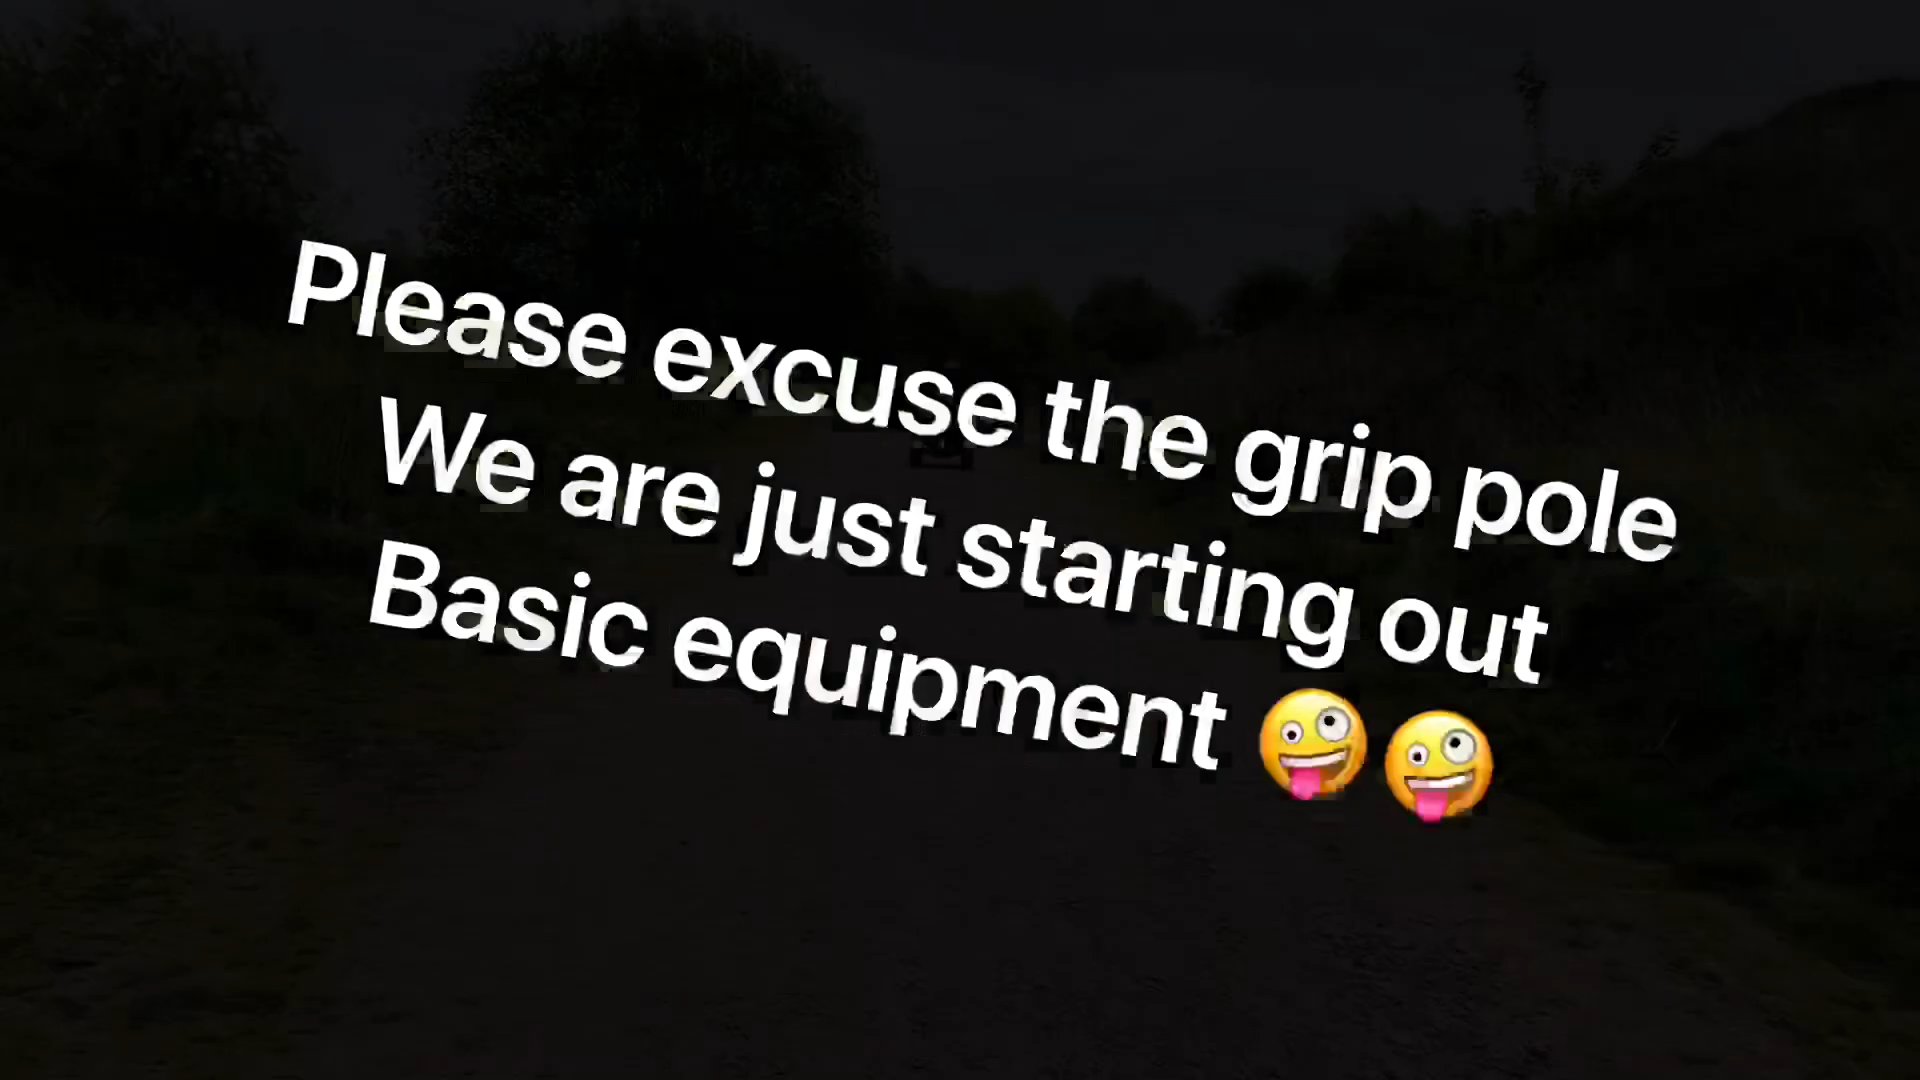 Please excuse the grip pole
We are just starting out
Basic equipment 🤪🤪